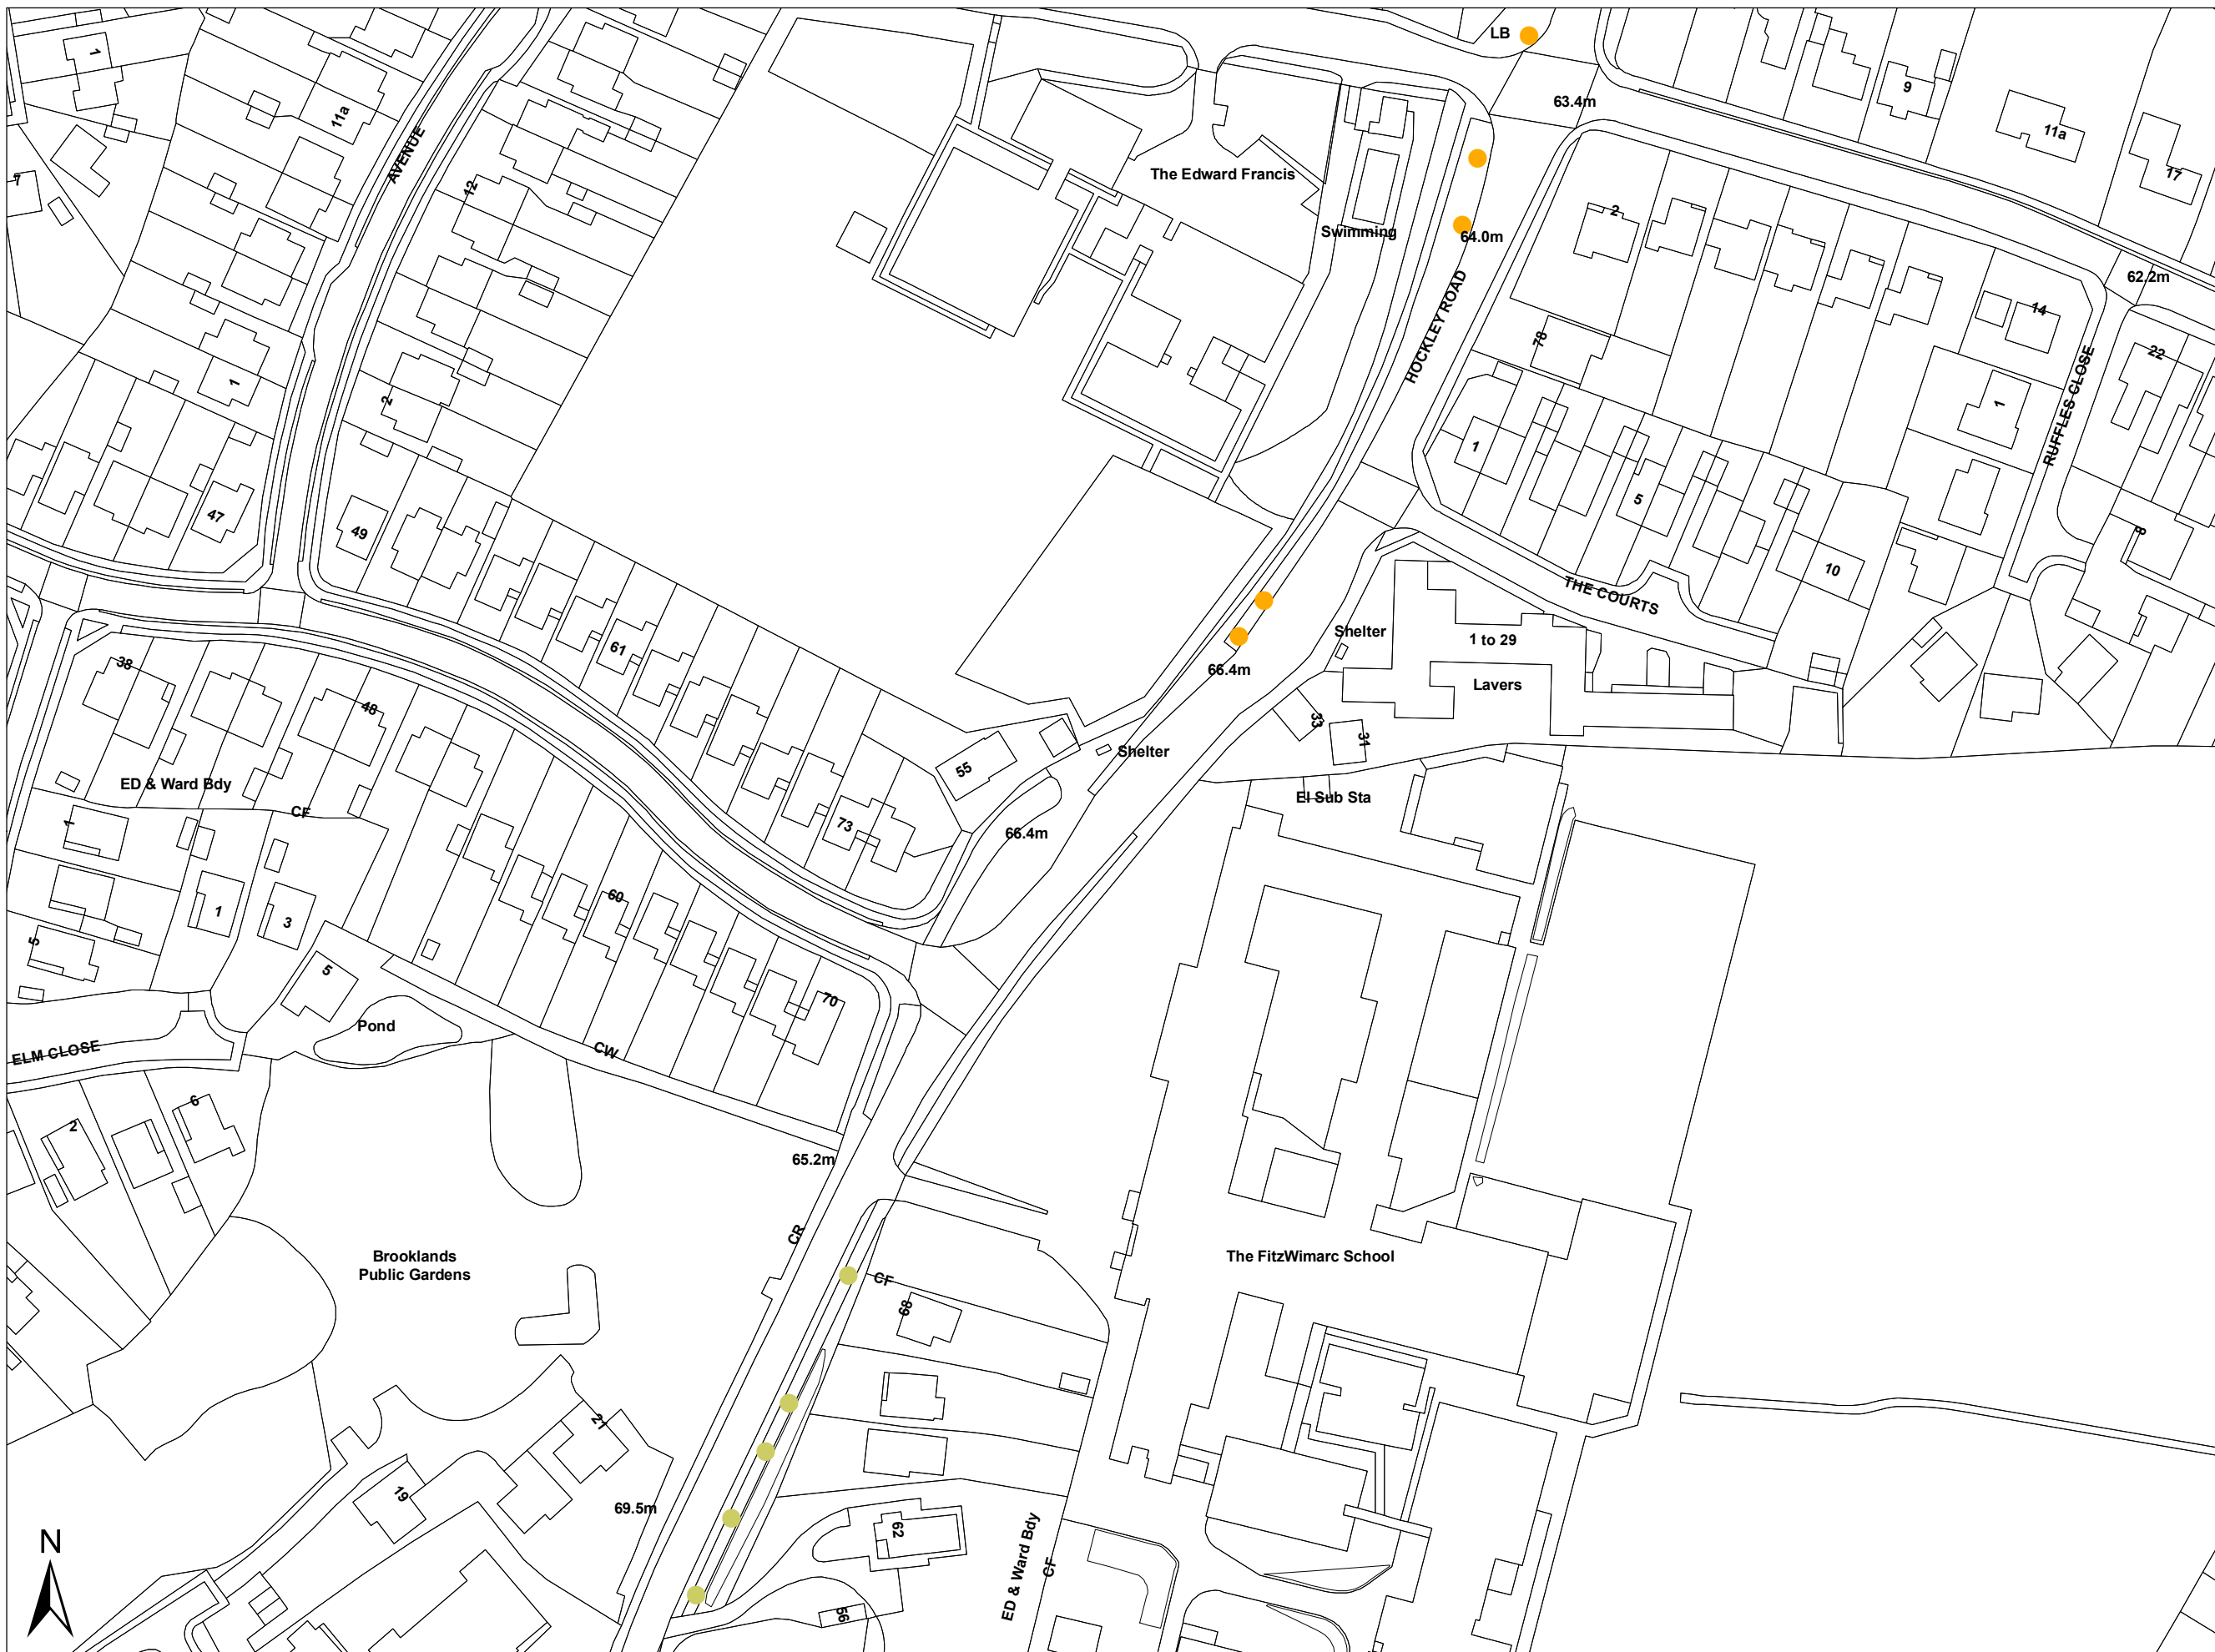 LB
1
63.4m
9
11a
11a
AVENUE
17
The Edward Francis
7
12
2
Swimming
64.0m
62.2m
HOCKLEY ROAD
14
78
22
RUFFLES CLOSE
1
2
1
1
5
47
49
8
10
THE COURTS
61
Shelter
1 to 29
38
66.4m
Lavers
48
33
31
Shelter
55
ED & Ward Bdy
El Sub Sta
CF
1
73
66.4m
60
1
3
5
5
70
Pond
ELM CLOSE
CW
6
2
65.2m
CR
Brooklands
Public Gardens
The FitzWimarc School
CF
68
21
19
69.5m
62
N
ED & Ward Bdy
CF
56